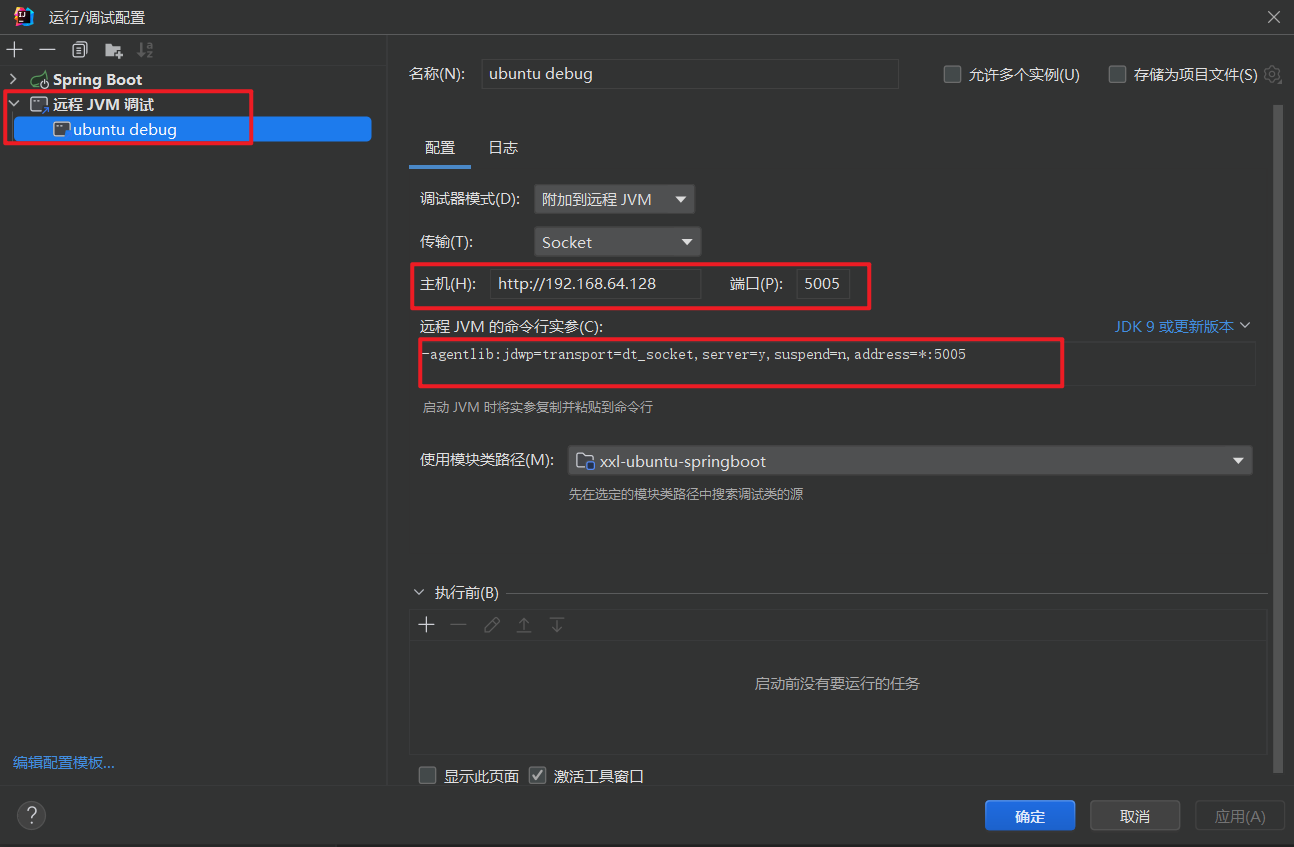 运行/调试配置
Spring Boot
远程 JVM 调试
ubuntu debug
编辑配置模板...
名称(N): ubuntu debug 允许多个实例(U) 存储为项目文件(S)
配置 日志
调试器模式(D): 附加到远程 JVM
传输(T): Socket
主机(H): http://192.168.64.128 端口(P): 5005
远程 JVM 的命令行实参(C): JDK 9 或更新版本
-agentlib:jdwp=transport=dt_socket,server=y,suspend=n,address=*:5005
启动 JVM 时将实参复制并粘贴到命令行
使用模块类路径(M): xxl-ubuntu-springboot
先在选定的模块类路径中搜索调试类的源
执行前(B)
启动前没有要运行的任务
显示此页面 激活工具窗口
? 确定 取消 应用(A)